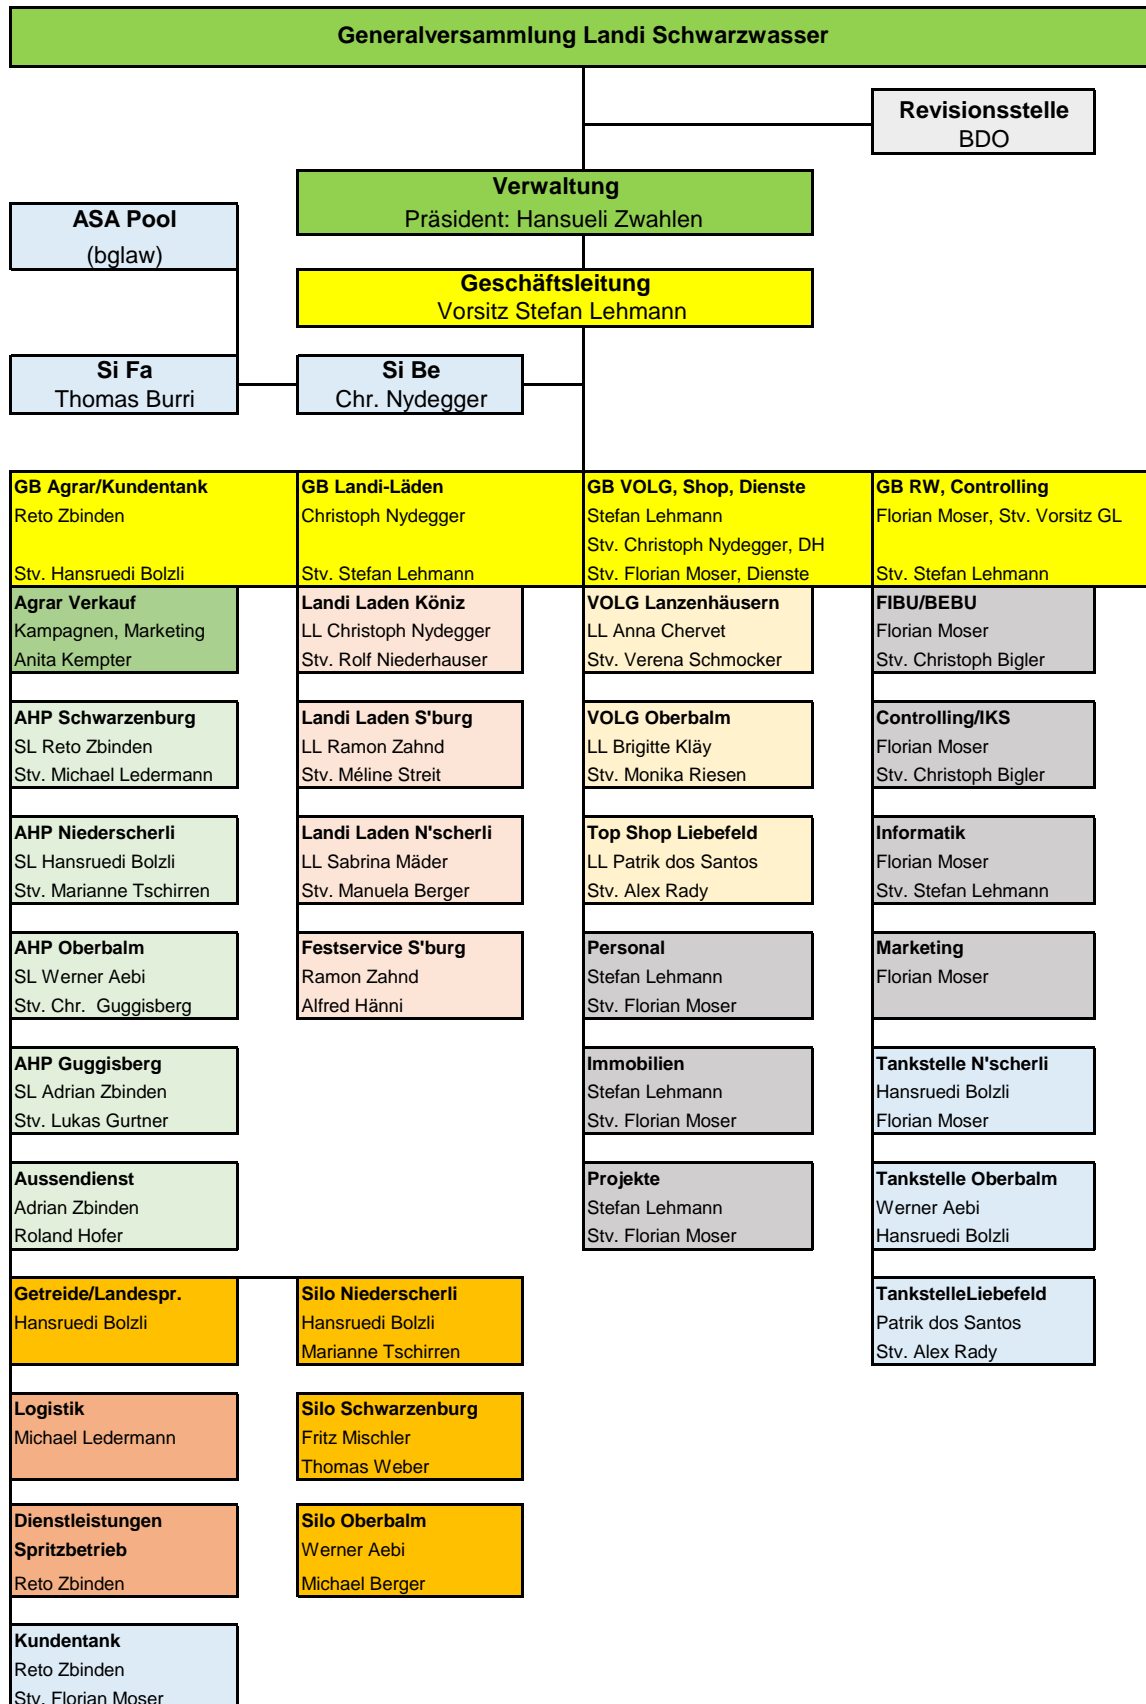 Generalversammlung Landi Schwarzwasser
Revisionsstelle
BDO
Verwaltung
Präsident: Hansueli Zwahlen
ASA Pool
(bglaw)
Geschäftsleitung
Vorsitz Stefan Lehmann
Si Fa
Thomas Burri
Si Be
Chr. Nydegger
GB Agrar/Kundentank
Reto Zbinden
Stv. Hansruedi Bolzli
GB Landi-Läden
Christoph Nydegger
Stv. Stefan Lehmann
GB VOLG, Shop, Dienste
Stefan Lehmann
Stv. Christoph Nydegger, DH
Stv. Florian Moser, Dienste
GB RW, Controlling
Florian Moser, Stv. Vorsitz GL
Stv. Stefan Lehmann
Agrar Verkauf
Kampagnen, Marketing
Anita Kempter
Landi Laden Köniz
LL Christoph Nydegger
Stv. Rolf Niederhauser
VOLG Lanzenhäusern
LL Anna Chervet
Stv. Verena Schmocker
FIBU/BEBU
Florian Moser
Stv. Christoph Bigler
AHP Schwarzenburg
SL Reto Zbinden
Stv. Michael Ledermann
Landi Laden S'burg
LL Ramon Zahnd
Stv. Méline Streit
VOLG Oberbalm
LL Brigitte Kläy
Stv. Monika Riesen
Controlling/IKS
Florian Moser
Stv. Christoph Bigler
AHP Niederscherli
SL Hansruedi Bolzli
Stv. Marianne Tschirren
Landi Laden N'scherli
LL Sabrina Mäder
Stv. Manuela Berger
Top Shop Liebefeld
LL Patrik dos Santos
Stv. Alex Rady
Informatik
Florian Moser
Stv. Stefan Lehmann
AHP Oberbalm
SL Werner Aebi
Stv. Chr. Guggisberg
Festservice S'burg
Ramon Zahnd
Alfred Hänni
Personal
Stefan Lehmann
Stv. Florian Moser
Marketing
Florian Moser
AHP Guggisberg
SL Adrian Zbinden
Stv. Lukas Gurtner
Immobilien
Stefan Lehmann
Stv. Florian Moser
Tankstelle N'scherli
Hansruedi Bolzli
Florian Moser
Aussendienst
Adrian Zbinden
Roland Hofer
Projekte
Stefan Lehmann
Stv. Florian Moser
Tankstelle Oberbalm
Werner Aebi
Hansruedi Bolzli
Getreide/Landespr.
Hansruedi Bolzli
Silo Niederscherli
Hansruedi Bolzli
Marianne Tschirren
TankstelleLiebefeld
Patrik dos Santos
Stv. Alex Rady
Logistik
Michael Ledermann
Silo Schwarzenburg
Fritz Mischler
Thomas Weber
Dienstleistungen
Spritzbetrieb
Reto Zbinden
Silo Oberbalm
Werner Aebi
Michael Berger
Kundentank
Reto Zbinden
Stv. Florian Moser